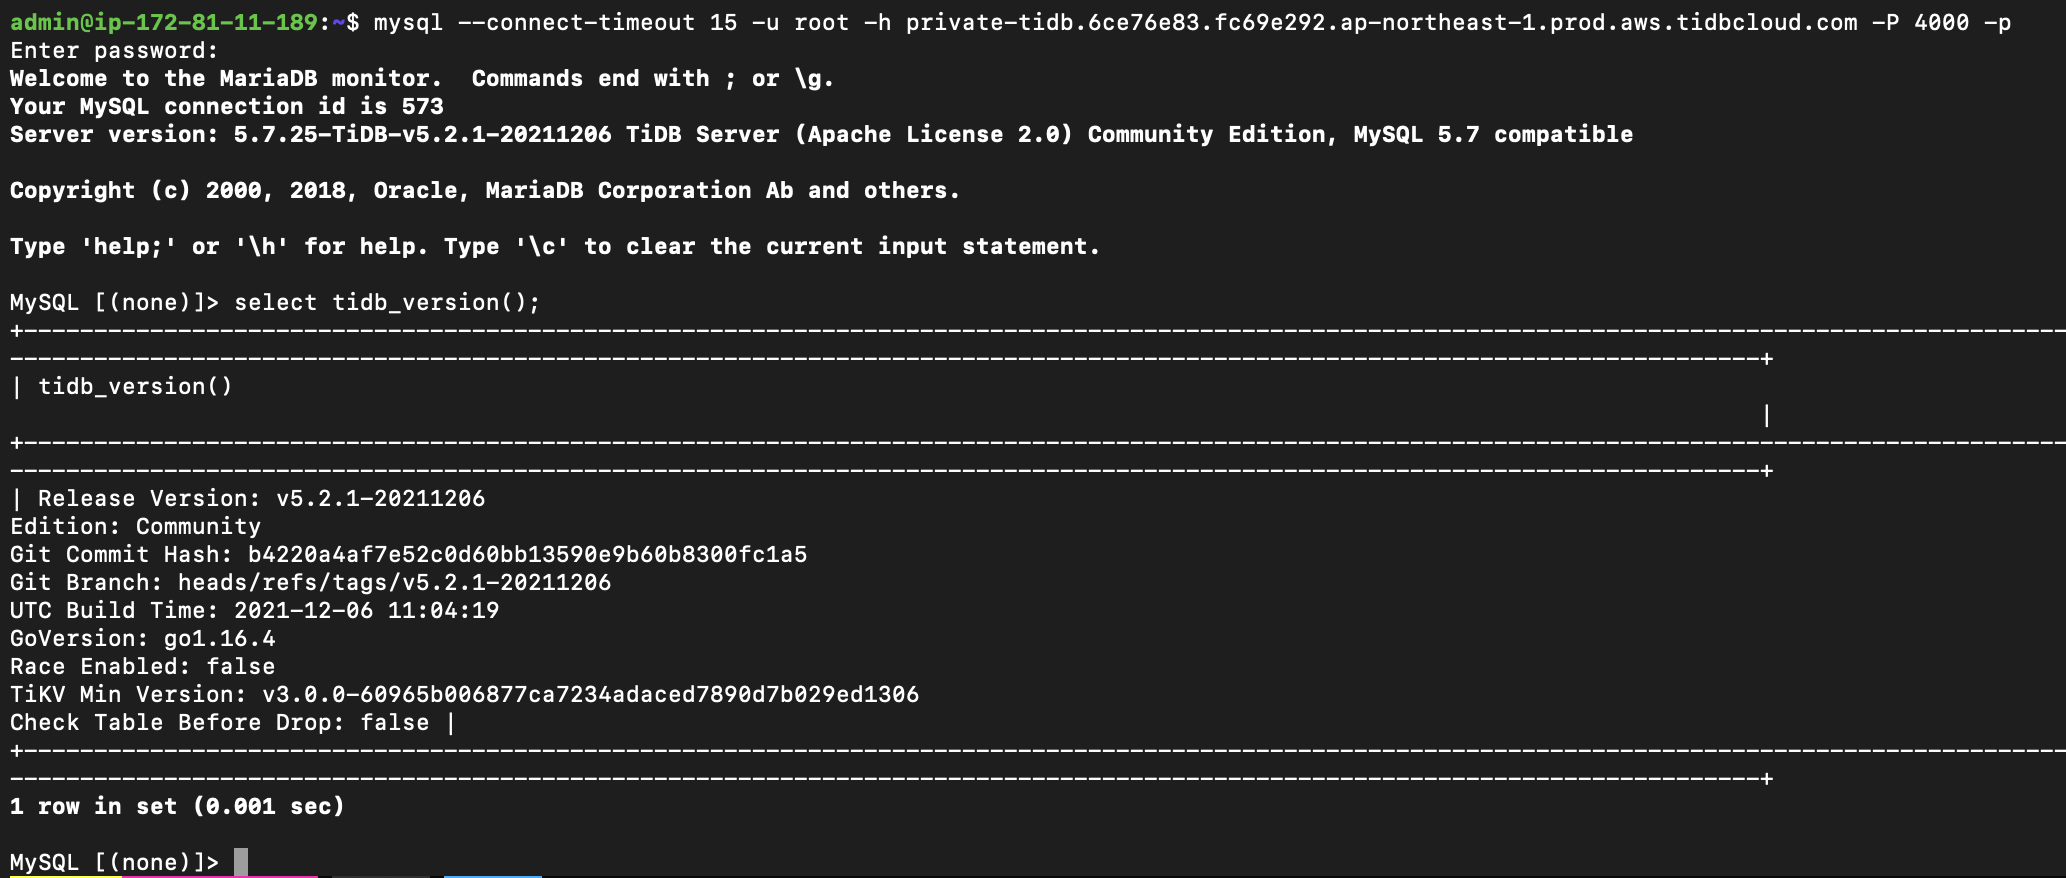 admin@ip-172-81-11-189:~$ mysql --connect-timeout 15 -u root -h private-tidb.6ce76e83.fc69e292.ap-northeast-1.prod.aws.tidbcloud.com -P 4000 -p
Enter password:
Welcome to the MariaDB monitor.  Commands end with ; or \g.
Your MySQL connection id is 573
Server version: 5.7.25-TiDB-v5.2.1-20211206 TiDB Server (Apache License 2.0) Community Edition, MySQL 5.7 compatible
Copyright (c) 2000, 2018, Oracle, MariaDB Corporation Ab and others.
Type 'help;' or '\h' for help. Type '\c' to clear the current input statement.
MySQL [(none)]> select tidb_version();
| tidb_version()
|
| Release Version: v5.2.1-20211206
Edition: Community
Git Commit Hash: b4220a4af7e52c0d60bb13590e9b60b8300fc1a5
Git Branch: heads/refs/tags/v5.2.1-20211206
UTC Build Time: 2021-12-06 11:04:19
GoVersion: go1.16.4
Race Enabled: false
TiKV Min Version: v3.0.0-60965b006877ca7234adaced7890d7b029ed1306
Check Table Before Drop: false |
1 row in set (0.001 sec)
MySQL [(none)]>